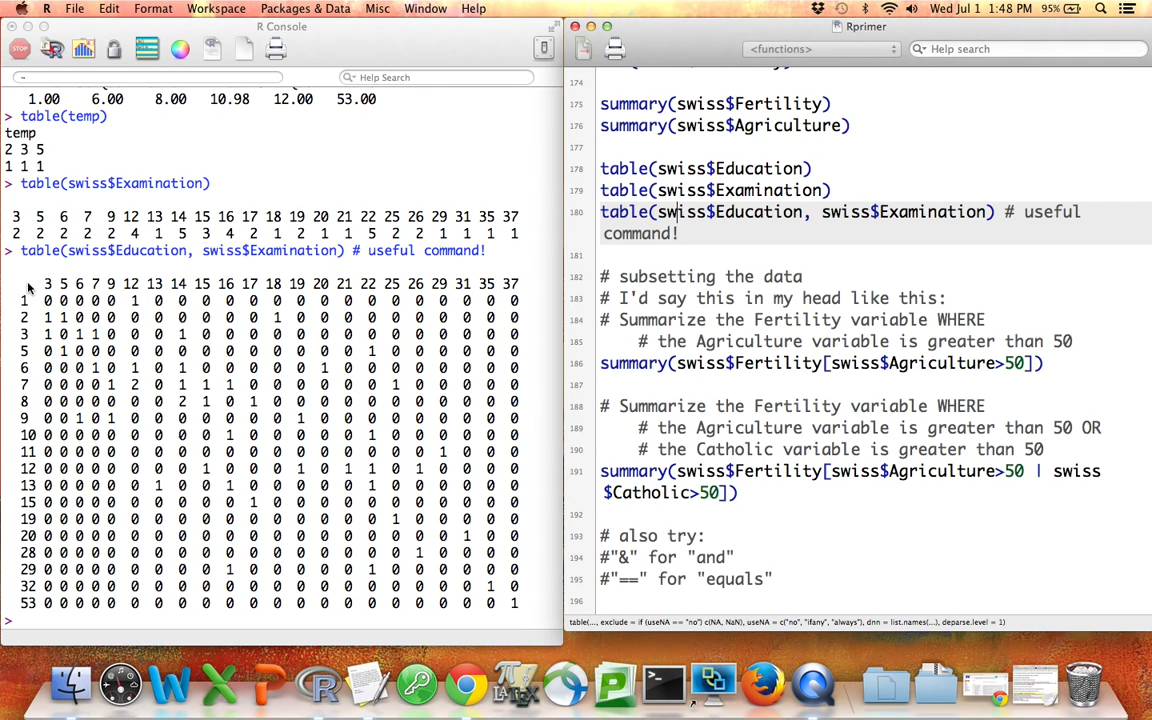 R File Edit Format Workspace Packages & Data Misc Window Help
Wed Jul 1 1:48 PM 95%
R Console
STOP
~
Help Search
1.00 6.00 8.00 10.98 12.00 53.00
> table(temp)
temp
2 3 5
1 1 1
> table(swiss$Examination)
3 5 6 7 9 12 13 14 15 16 17 18 19 20 21 22 25 26 29 31 35 37
2 2 2 2 2 4 1 5 3 4 2 1 2 1 1 5 2 2 1 1 1 1
> table(swiss$Education, swiss$Examination) # useful command!
3 5 6 7 9 12 13 14 15 16 17 18 19 20 21 22 25 26 29 31 35 37
1 0 0 0 0 0 1 0 0 0 0 0 0 0 0 0 0 0 0 0 0 0 0
2 1 1 0 0 0 0 0 0 0 0 0 1 0 0 0 0 0 0 0 0 0 0
3 1 0 1 1 0 0 0 1 0 0 0 0 0 0 0 0 0 0 0 0 0 0
5 0 1 0 0 0 0 0 0 0 0 0 0 0 0 0 1 0 0 0 0 0 0
6 0 0 0 1 0 1 0 1 0 0 0 0 0 1 0 0 0 0 0 0 0 0
7 0 0 0 0 1 2 0 1 1 1 0 0 0 0 0 0 1 0 0 0 0 0
8 0 0 0 0 0 0 0 2 1 0 1 0 0 0 0 0 0 0 0 0 0 0
9 0 0 1 0 1 0 0 0 0 0 0 0 1 0 0 0 0 0 0 0 0 0
10 0 0 0 0 0 0 0 0 0 1 0 0 0 0 0 1 0 0 0 0 0 0
11 0 0 0 0 0 0 0 0 0 0 0 0 0 0 0 0 0 0 1 0 0 0
12 0 0 0 0 0 0 0 0 1 0 0 0 1 0 1 1 0 1 0 0 0 0
13 0 0 0 0 0 0 1 0 0 1 0 0 0 0 0 1 0 0 0 0 0 0
15 0 0 0 0 0 0 0 0 0 0 1 0 0 0 0 0 0 0 0 0 0 0
19 0 0 0 0 0 0 0 0 0 0 0 0 0 0 0 0 1 0 0 0 0 0
20 0 0 0 0 0 0 0 0 0 0 0 0 0 0 0 0 0 0 0 1 0 0
28 0 0 0 0 0 0 0 0 0 0 0 0 0 0 0 0 0 1 0 0 0 0
29 0 0 0 0 0 0 0 0 0 1 0 0 0 0 0 1 0 0 0 0 0 0
32 0 0 0 0 0 0 0 0 0 0 0 0 0 0 0 0 0 0 0 0 1 0
53 0 0 0 0 0 0 0 0 0 0 0 0 0 0 0 0 0 0 0 0 0 1
>
Rprimer
<functions>
Help search
174
175 summary(swiss$Fertility)
176 summary(swiss$Agriculture)
177
178 table(swiss$Education)
179 table(swiss$Examination)
180 table(swiss$Education, swiss$Examination) # useful
command!
181
182 # subsetting the data
183 # I'd say this in my head like this:
184 # Summarize the Fertility variable WHERE
185 # the Agriculture variable is greater than 50
186 summary(swiss$Fertility[swiss$Agriculture>50])
187
188 # Summarize the Fertility variable WHERE
189 # the Agriculture variable is greater than 50 OR
190 # the Catholic variable is greater than 50
191 summary(swiss$Fertility[swiss$Agriculture>50 | swiss
$Catholic>50])
192
193 # also try:
194 #"&" for "and"
195 #"==" for "equals"
196
table(..., exclude = if (useNA == "no") c(NA, NaN), useNA = c("no", "ifany", "always"), dnn = list.names(...), deparse.level = 1)